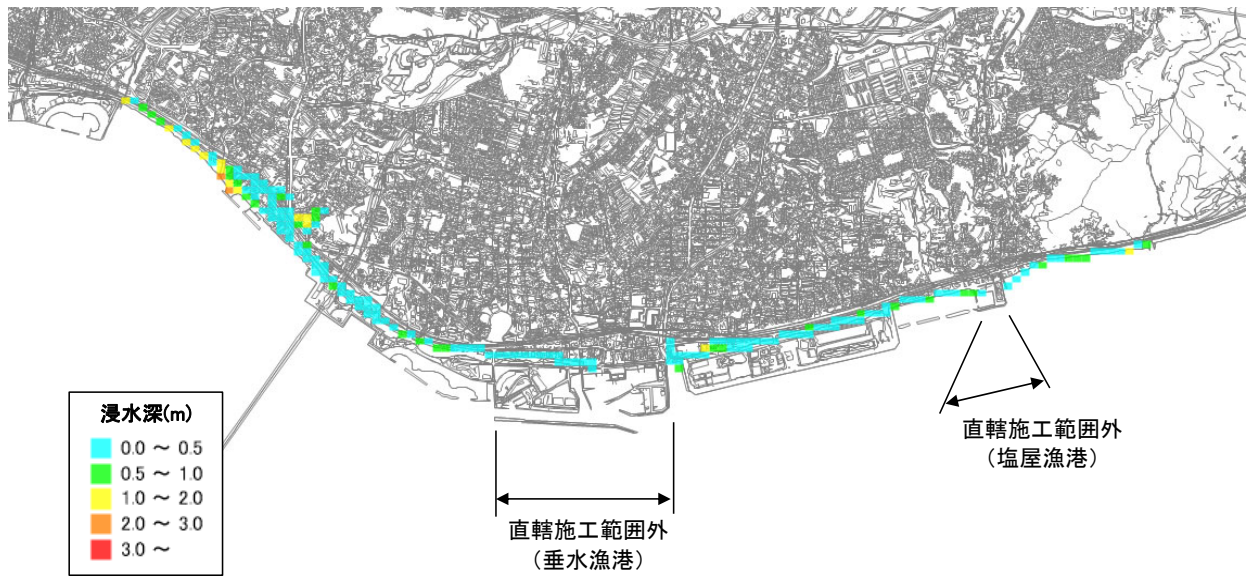 浸水深(m)
0.0 ～ 0.5
0.5 ～ 1.0
1.0 ～ 2.0
2.0 ～ 3.0
3.0 ～
直轄施工範囲外
（垂水漁港）
直轄施工範囲外
（塩屋漁港）